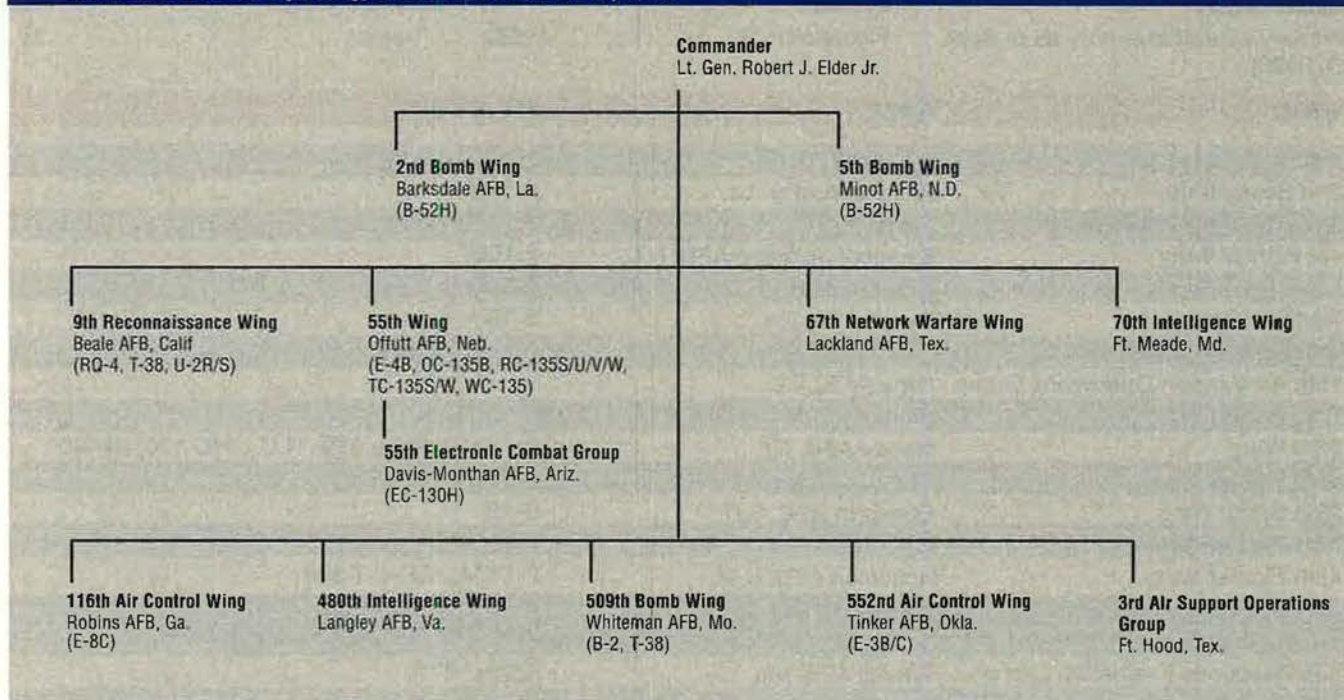 Commander
Lt. Gen. Robert J. Elder Jr.
2nd Bomb Wing
Barksdale AFB, La.
(B-52H)
5th Bomb Wing
Minot AFB, N.D.
(B-52H)
9th Reconnaissance Wing
Beale AFB, Calif
(RQ-4, T-38, U-2R/S)
55th Wing
Offutt AFB, Neb.
(E-4B, OC-135B, RC-135S/U/V/W,
TC-135S/W, WC-135)
67th Network Warfare Wing
Lackland AFB, Tex.
70th Intelligence Wing
Ft. Meade, Md.
55th Electronic Combat Group
Davis-Monthan AFB, Ariz.
(EC-130H)
116th Air Control Wing
Robins AFB, Ga.
(E-8C)
480th Intelligence Wing
Langley AFB, Va.
509th Bomb Wing
Whiteman AFB, Mo.
(B-2, T-38)
552nd Air Control Wing
Tinker AFB, Okla.
(E-3B/C)
3rd Air Support Operations
Group
Ft. Hood, Tex.